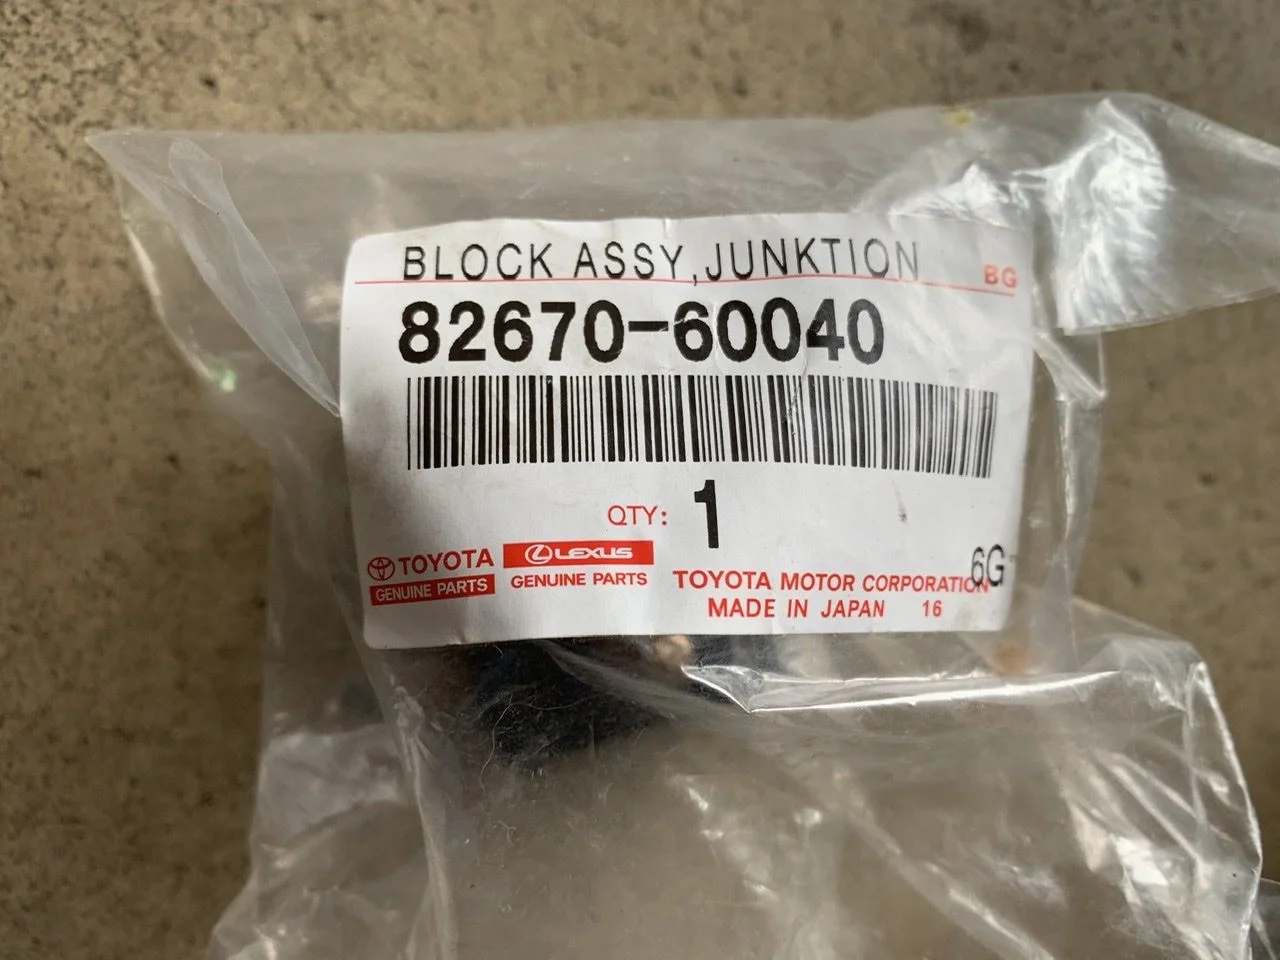 BLOCK ASSY,JUNKTION BG
82670-60040
QTY: 1
TOYOTA LEXUS
GENUINE PARTS GENUINE PARTS
TOYOTA MOTOR CORPORATION 6G
MADE IN JAPAN 16